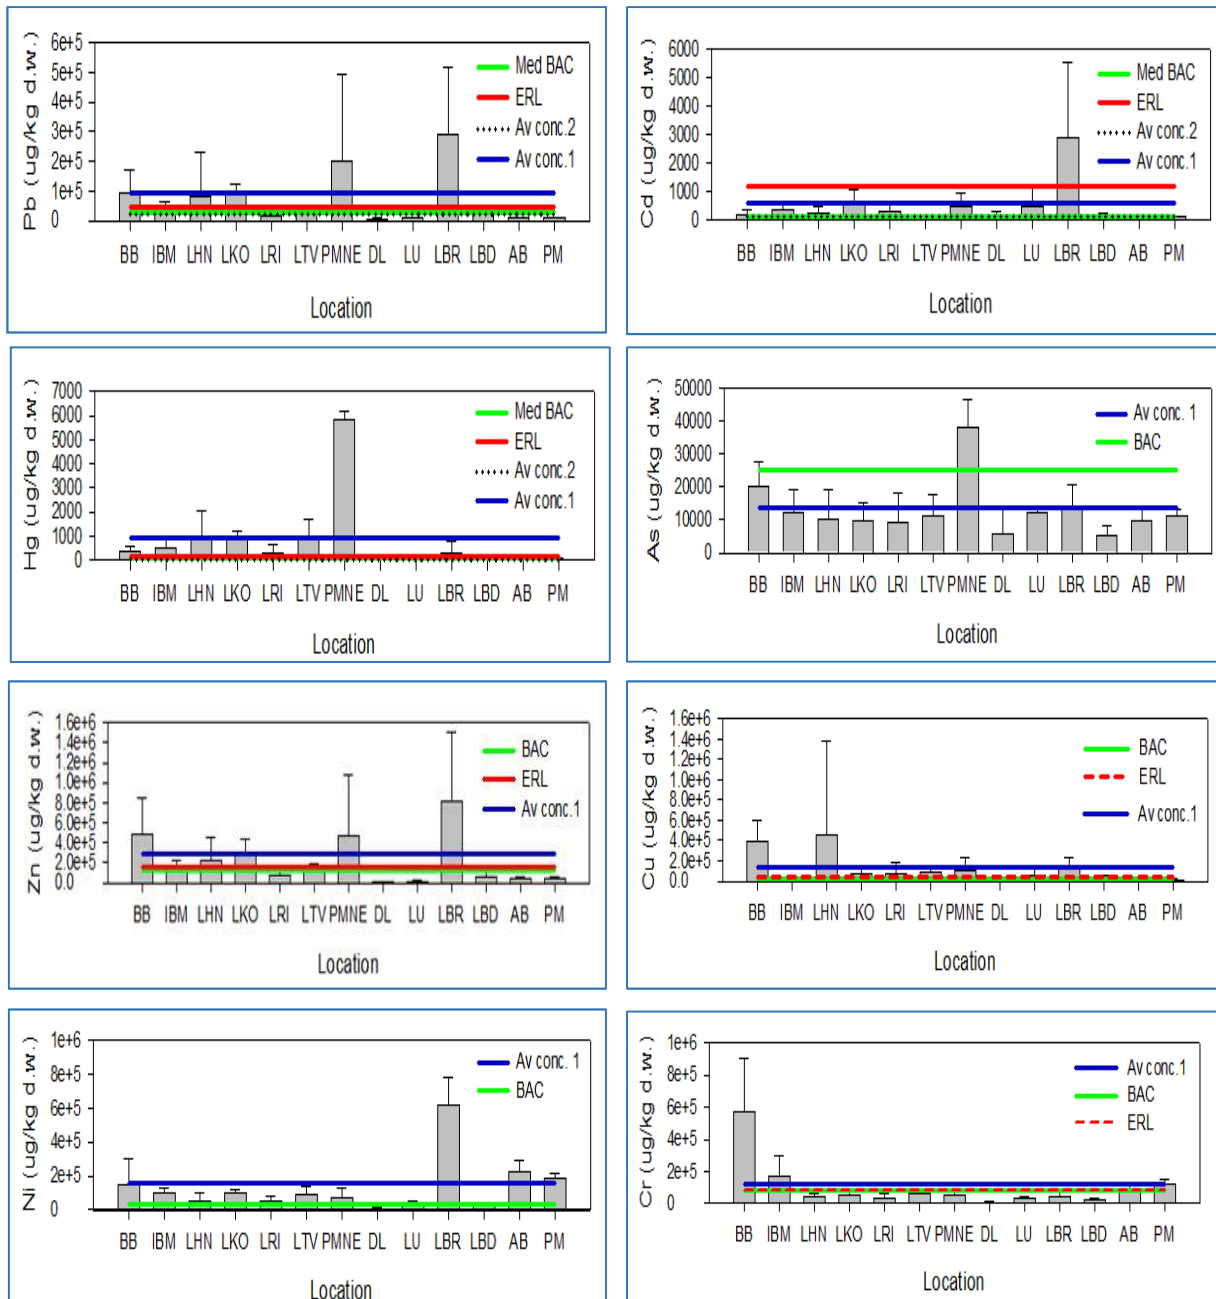 Pb (ug/kg d.w.)
6e+5
5e+5
4e+5
3e+5
2e+5
1e+5
0
Med BAC
ERL
Av conc.2
Av conc.1
BB IBM LHN LKO LRI LTV PMNE DL LU LBR LBD AB PM
Location
Cd (ug/kg d.w.)
6000
5000
4000
3000
2000
1000
0
Med BAC
ERL
Av conc.2
Av conc.1
BB IBM LHN LKO LRI LTV PMNE DL LU LBR LBD AB PM
Location
Hg (ug/kg d.w.)
7000
6000
5000
4000
3000
2000
1000
0
Med BAC
ERL
Av conc.2
Av conc.1
BB IBM LHN LKO LRI LTV PMNE DL LU LBR LBD AB PM
Location
As (ug/kg d.w.)
50000
40000
30000
20000
10000
0
Av conc. 1
BAC
BB IBM LHN LKO LRI LTV PMNE DL LU LBR LBD AB PM
Location
Zn (ug/kg d.w.)
1.6e+6
1.4e+6
1.2e+6
1.0e+6
8.0e+5
6.0e+5
4.0e+5
2.0e+5
0.0
BAC
ERL
Av conc.1
BB IBM LHN LKO LRI LTV PMNE DL LU LBR LBD AB PM
Location
Cu (ug/kg d.w.)
1.6e+6
1.4e+6
1.2e+6
1.0e+6
8.0e+5
6.0e+5
4.0e+5
2.0e+5
0.0
BAC
ERL
Av conc.1
BB IBM LHN LKO LRI LTV PMNE DL LU LBR LBD AB PM
Location
Ni (ug/kg d.w.)
1e+6
8e+5
6e+5
4e+5
2e+5
0
Av conc. 1
BAC
BB IBM LHN LKO LRI LTV PMNE DL LU LBR LBD AB PM
Location
Cr (ug/kg d.w.)
1e+6
8e+5
6e+5
4e+5
2e+5
0
Av conc.1
BAC
ERL
BB IBM LHN LKO LRI LTV PMNE DL LU LBR LBD AB PM
Location